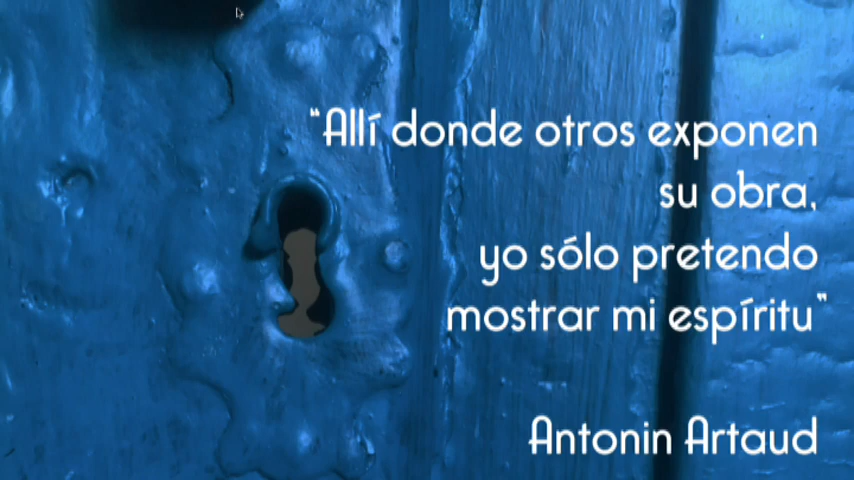 “Allí donde otros exponen
su obra,
yo sólo pretendo
mostrar mi espíritu”
Antonin Artaud